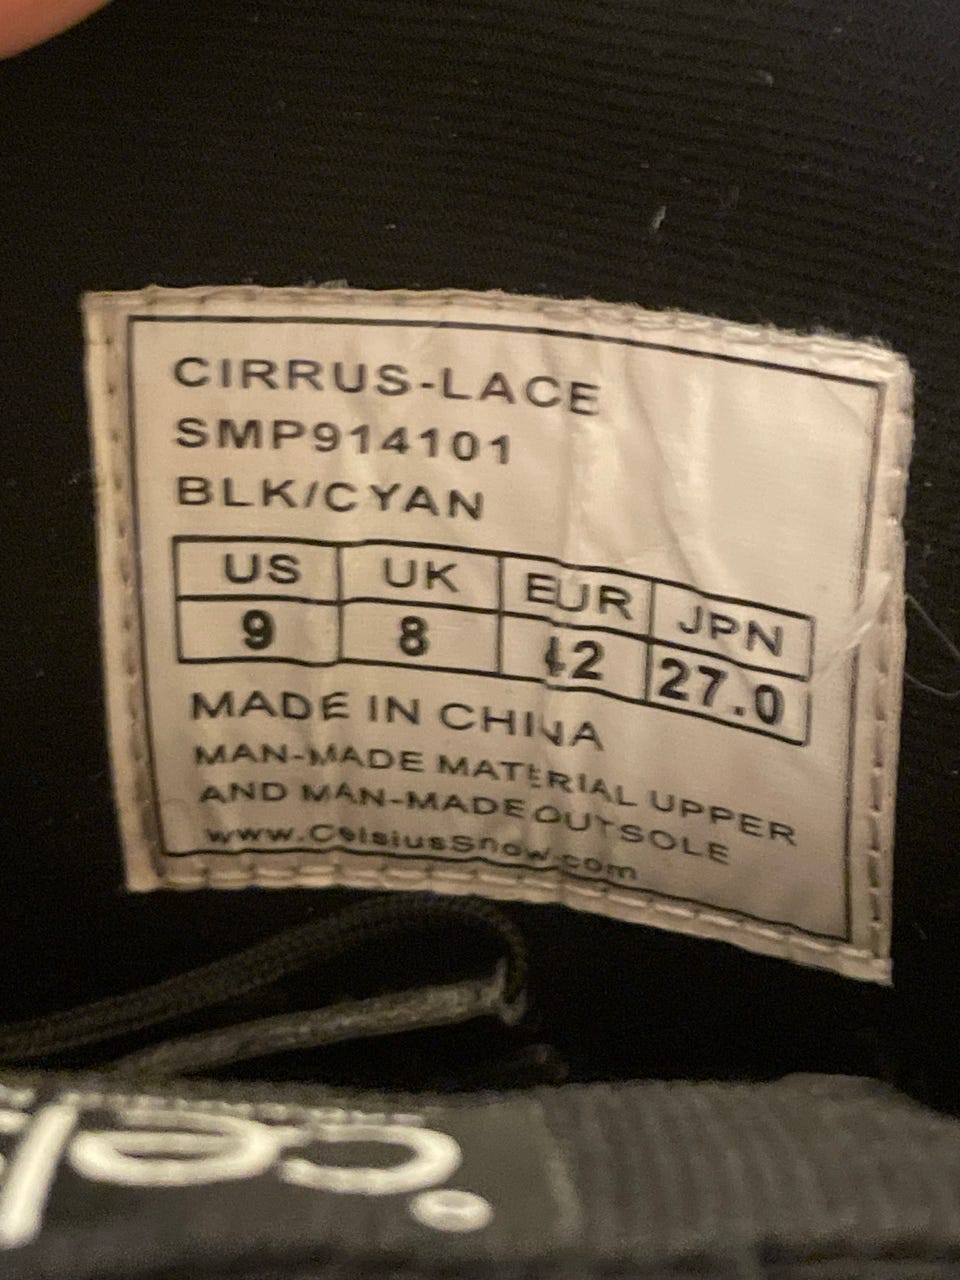 CIRRUS-LACE
SMP914101
BLK/CYAN
US UK EUR JPN
9 8 42 27.0
MADE IN CHINA
MAN-MADE MATERIAL UPPER
AND MAN-MADE OUTSOLE
www.CelsiusSnow.com